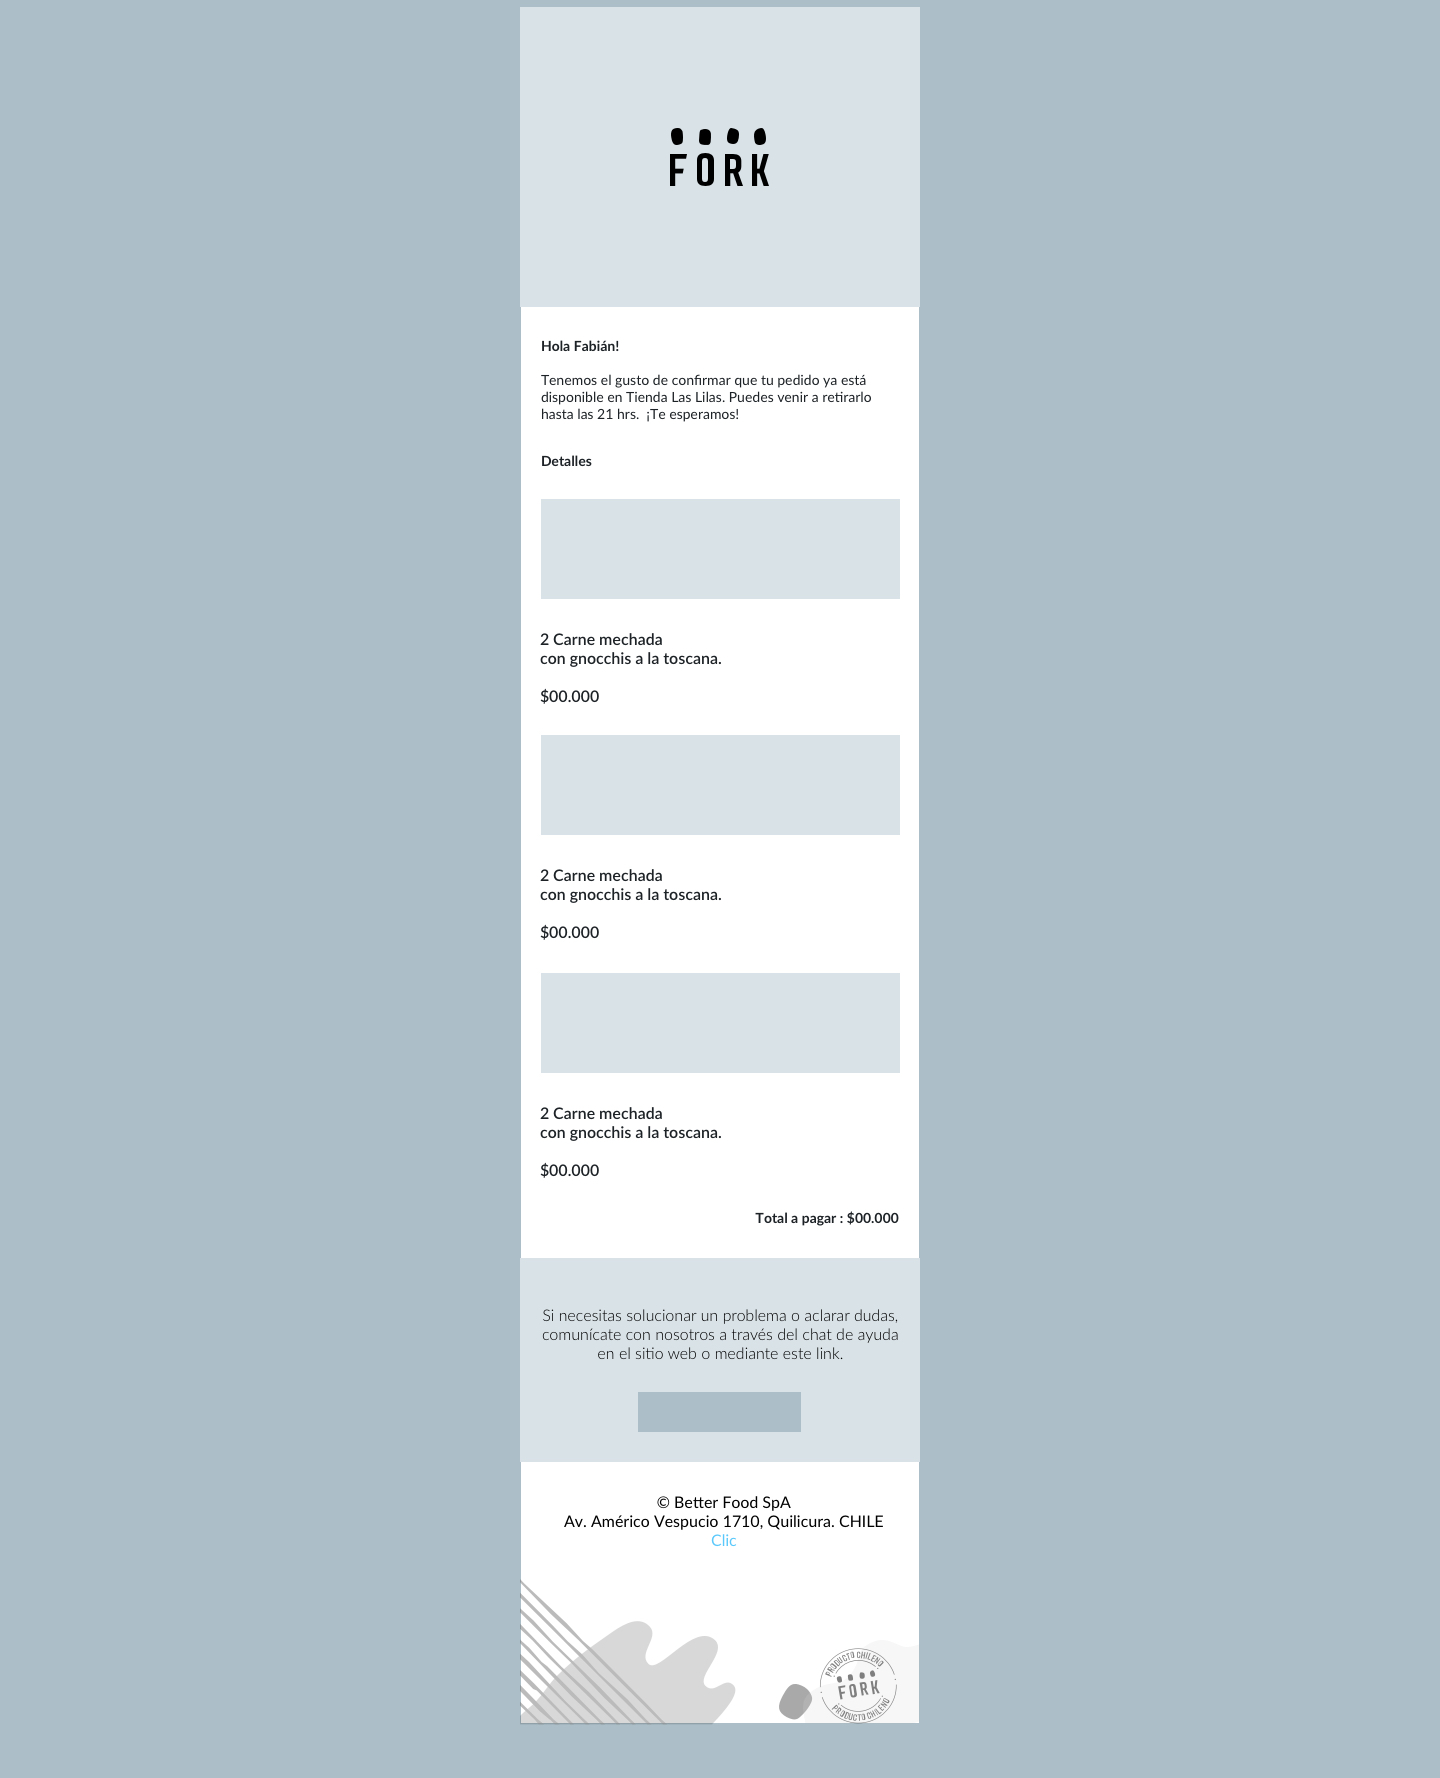 FORK
Hola Fabián!
Tenemos el gusto de confirmar que tu pedido ya está
disponible en Tienda Las Lilas. Puedes venir a retirarlo
hasta las 21 hrs.  ¡Te esperamos!
Detalles
2 Carne mechada
con gnocchis a la toscana.
$00.000
2 Carne mechada
con gnocchis a la toscana.
$00.000
2 Carne mechada
con gnocchis a la toscana.
$00.000
Total a pagar : $00.000
Si necesitas solucionar un problema o aclarar dudas,
comunícate con nosotros a través del chat de ayuda
en el sitio web o mediante este link.
© Better Food SpA
Av. Américo Vespucio 1710, Quilicura. CHILE
Clic
PRODUCTO CHILENO
FORK
PRODUCTO CHILENO